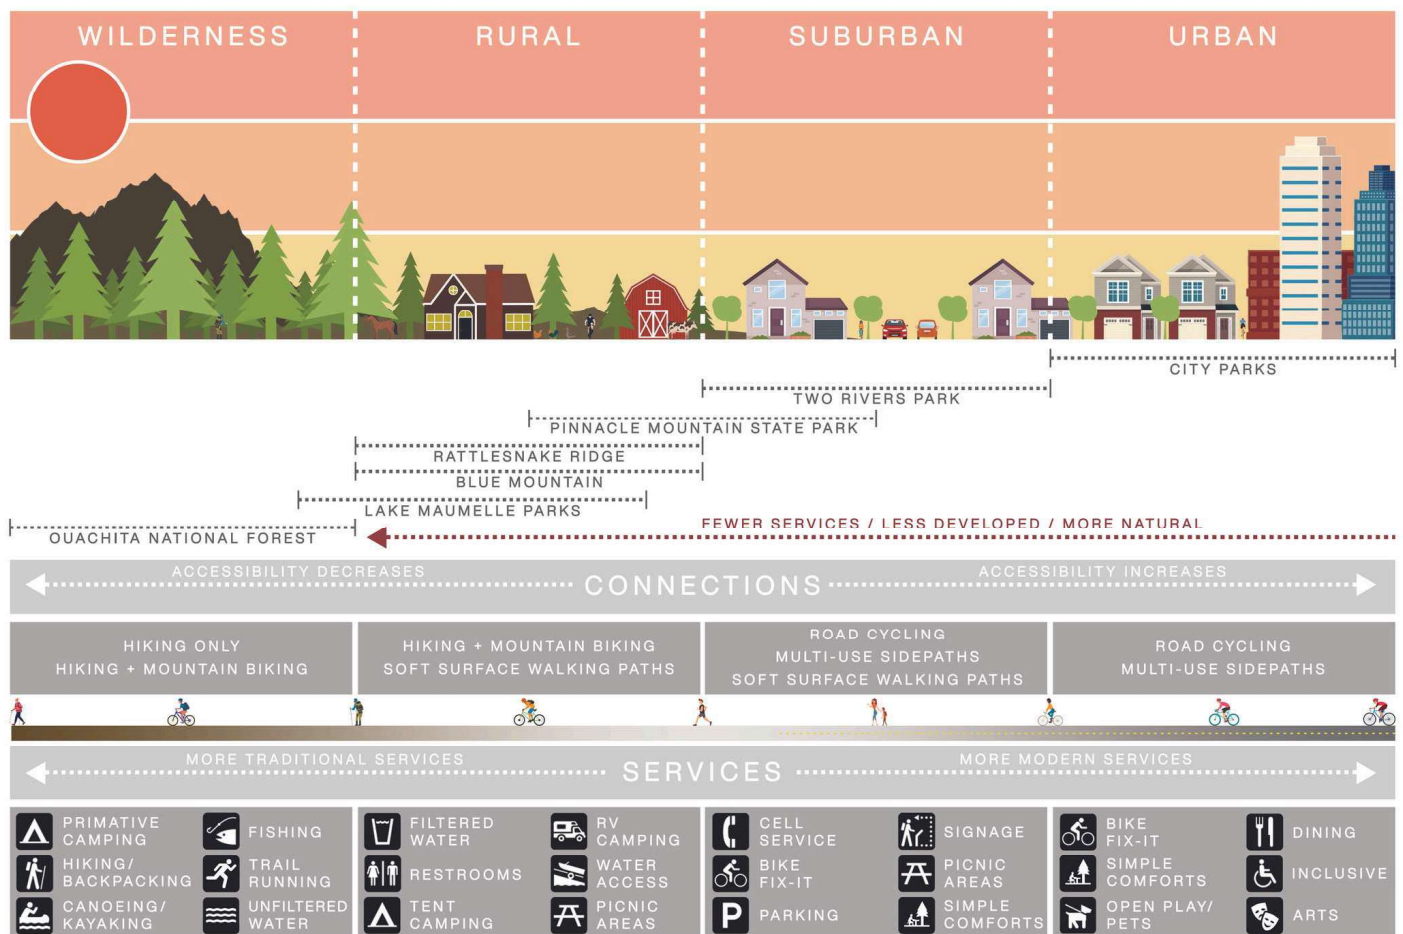 WILDERNESS
RURAL
SUBURBAN
URBAN
CITY PARKS
TWO RIVERS PARK
PINNACLE MOUNTAIN STATE PARK
RATTLESNAKE RIDGE
BLUE MOUNTAIN
LAKE MAUMELLE PARKS
OUACHITA NATIONAL FOREST
FEWER SERVICES / LESS DEVELOPED / MORE NATURAL
ACCESSIBILITY DECREASES
CONNECTIONS
ACCESSIBILITY INCREASES
HIKING ONLY
HIKING + MOUNTAIN BIKING
HIKING + MOUNTAIN BIKING
SOFT SURFACE WALKING PATHS
ROAD CYCLING
MULTI-USE SIDEPATHS
SOFT SURFACE WALKING PATHS
ROAD CYCLING
MULTI-USE SIDEPATHS
MORE TRADITIONAL SERVICES
SERVICES
MORE MODERN SERVICES
PRIMATIVE
CAMPING
HIKING/
BACKPACKING
CANOEING/
KAYAKING
FISHING
TRAIL
RUNNING
UNFILTERED
WATER
FILTERED
WATER
RESTROOMS
TENT
CAMPING
RV
CAMPING
WATER
ACCESS
PICNIC
AREAS
CELL
SERVICE
BIKE
FIX-IT
P
PARKING
SIGNAGE
PICNIC
AREAS
SIMPLE
COMFORTS
BIKE
FIX-IT
SIMPLE
COMFORTS
OPEN PLAY/
PETS
DINING
INCLUSIVE
ARTS